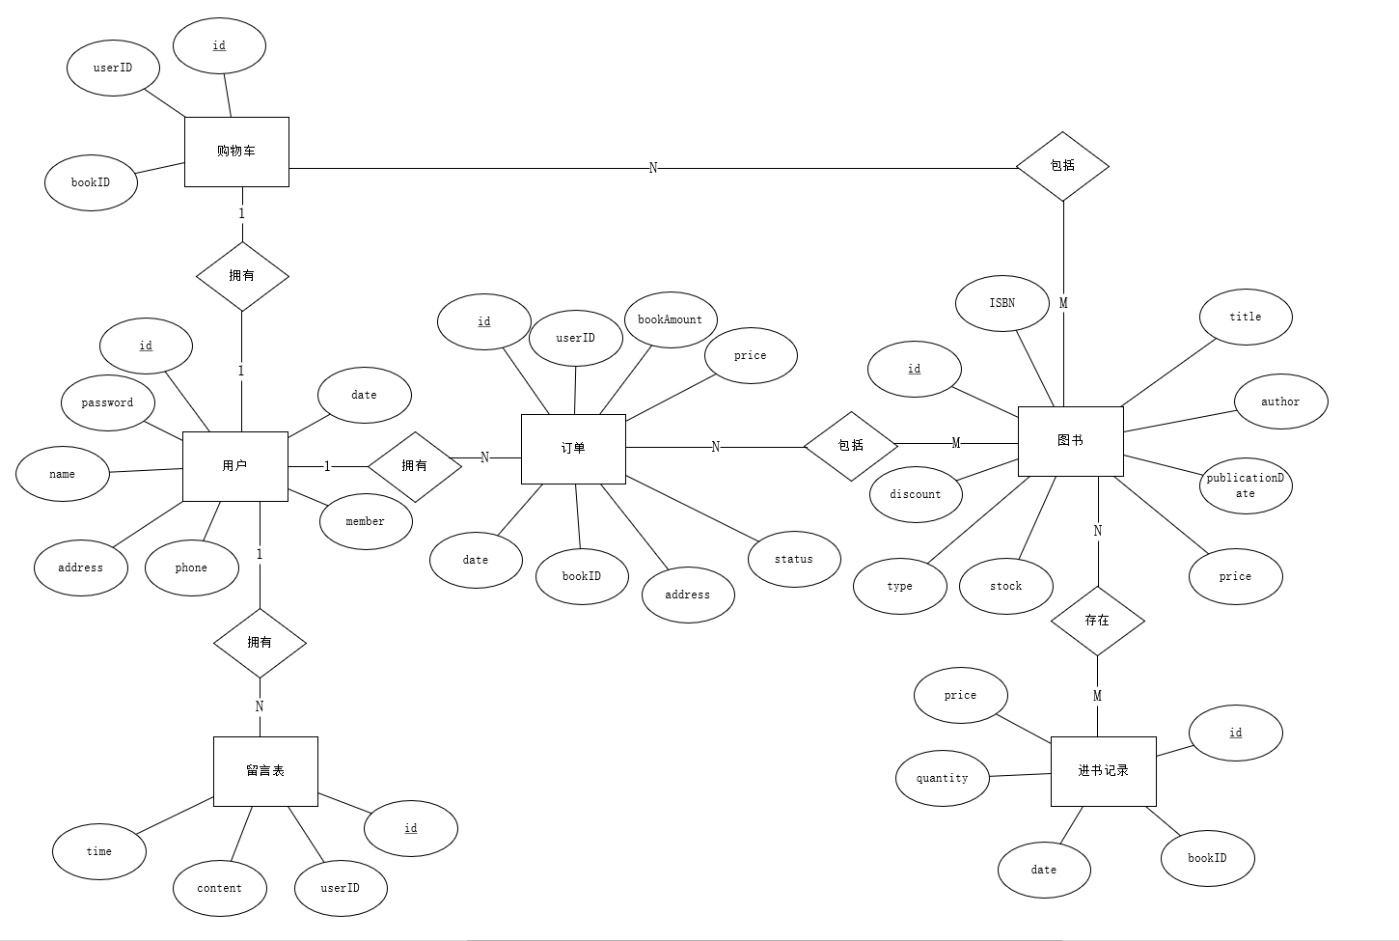 id
userID
购物车
包括
N
bookID
1
拥有
ISBN
M
title
id
userID
bookAmount
id
price
id
1
date
password
author
订单
图书
包括
M
N
用户
1
拥有
N
name
publicationD
ate
discount
member
N
1
address
phone
date
bookID
address
status
type
stock
price
存在
拥有
M
price
N
id
留言表
进书记录
quantity
id
time
content
userID
date
bookID